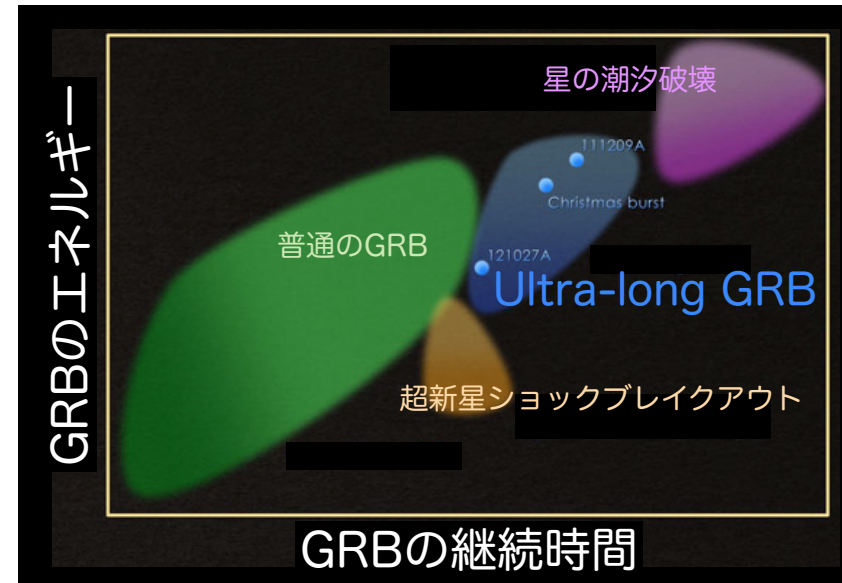 星の潮汐破壊
111209A
Christmas burst
普通のGRB
121027A
Ultra-long GRB
超新星ショックブレイクアウト
GRBのエネルギー
GRBの継続時間